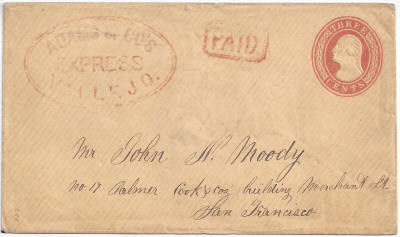 ADAMS & CO'S
EXPRESS
VALLEJO.
PAID
THREE
CENTS
Mr John N. Moody
No 17 Palmer Cook & Cos building Merchant St
San Francisco